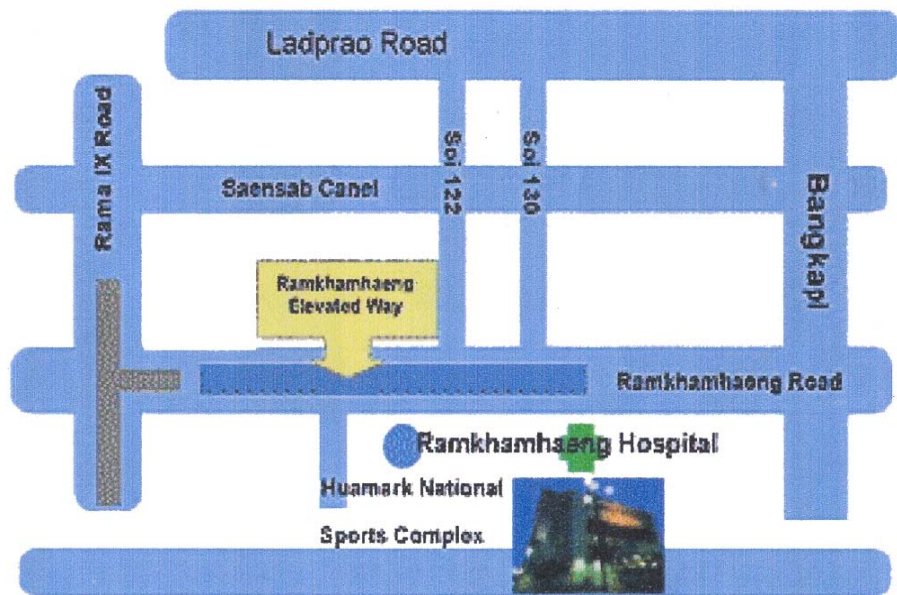 Ladprao Road
Rama IX Road
Soi 122
Soi 130
Saensab Canel
Bangkapi
Ramkhamhaeng
Elevated Way
Ramkhamhaeng Road
Ramkhamhaeng Hospital
Huamark National
Sports Complex